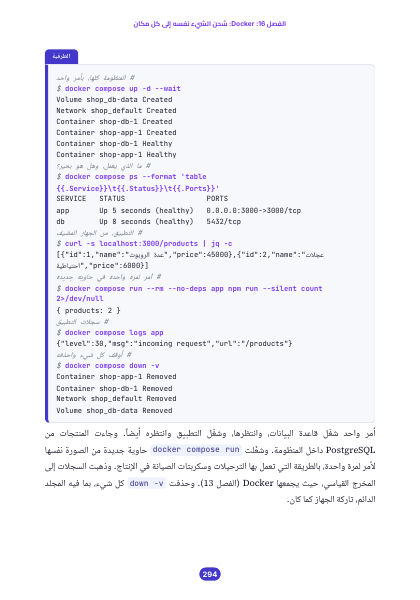 الفصل 16: Docker: شحن الشيء نفسه إلى كل مكان
الطرفية
# المنظومة كلها، بأمر واحد
$ docker compose up -d --wait
Volume shop_db-data Created
Network shop_default Created
Container shop-db-1 Created
Container shop-app-1 Created
Container shop-db-1 Healthy
Container shop-app-1 Healthy
# ما الذي يعمل، وهل هو بخير؟
$ docker compose ps --format 'table
{{.Service}}\t{{.Status}}\t{{.Ports}}'
SERVICE   STATUS                    PORTS
app       Up 5 seconds (healthy)   0.0.0.0:3000->3000/tcp
db        Up 8 seconds (healthy)   5432/tcp
# التطبيق، من الجهاز المضيف
$ curl -s localhost:3000/products | jq -c
[{"id":1,"name":"عدة الروبوت","price":45000},{"id":2,"name":"عجلات
احتياطية","price":6000}]
# أمر لمرة واحدة في حاوية جديدة
$ docker compose run --rm --no-deps app npm run --silent count
2>/dev/null
{ products: 2 }
# سجلات التطبيق
$ docker compose logs app
{"level":30,"msg":"incoming request","url":"/products"}
# أوقف كل شيء واحذفه
$ docker compose down -v
Container shop-app-1 Removed
Container shop-db-1 Removed
Network shop_default Removed
Volume shop_db-data Removed
أمر واحد شغّل قاعدة البيانات، وانتظرها، وشغّل التطبيق وانتظره أيضاً. وجاءت المنتجات من
PostgreSQL داخل المنظومة. وشغّلت docker compose run حاوية جديدة من الصورة نفسها
لأمر لمرة واحدة، بالطريقة التي تعمل بها الترحيلات وسكربتات الصيانة في الإنتاج. وذهبت السجلات إلى
المخرج القياسي، حيث يجمعها Docker (الفصل 13). وحذفت down -v كل شيء، بما فيه المجلد
الدائم، تاركة الجهاز كما كان.
294